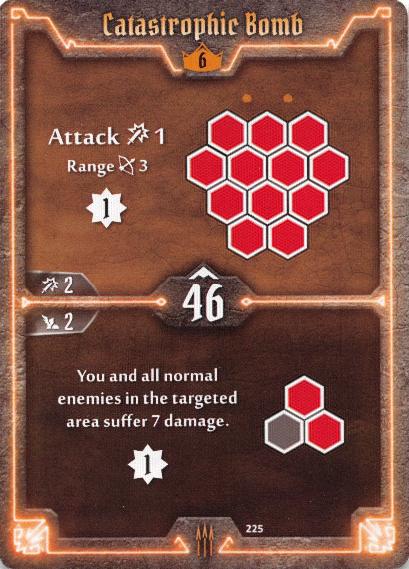 Catastrophic Bomb
6
Attack 1
Range 3
1
2
46
2
You and all normal
enemies in the targeted
area suffer 7 damage.
1
225